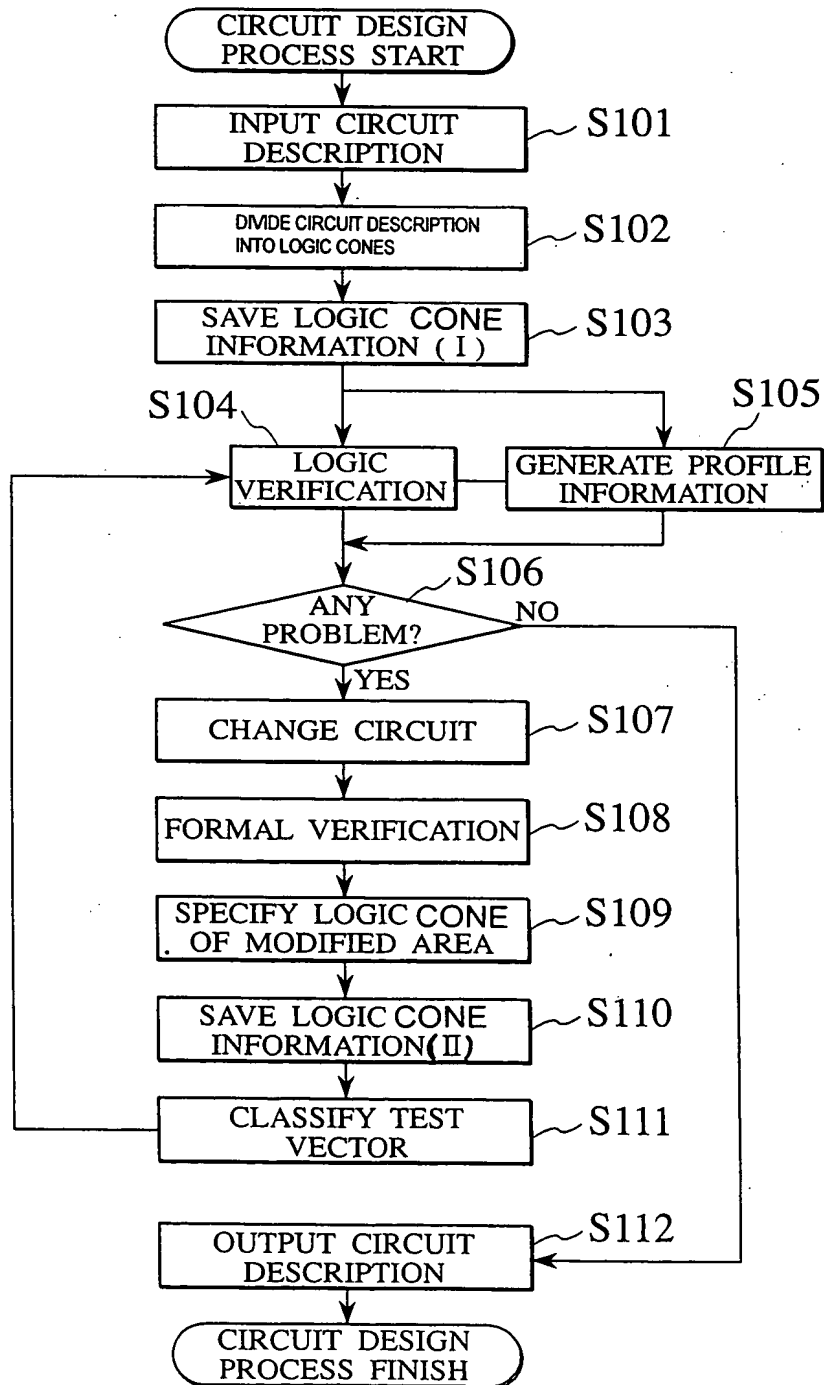 CIRCUIT DESIGN
PROCESS START
INPUT CIRCUIT
DESCRIPTION
S101
DIVIDE CIRCUIT DESCRIPTION
INTO LOGIC CONES
S102
SAVE LOGIC CONE
INFORMATION ( I )
S103
S104
S105
LOGIC
VERIFICATION
GENERATE PROFILE
INFORMATION
S106
ANY
PROBLEM?
NO
YES
CHANGE CIRCUIT
S107
FORMAL VERIFICATION
S108
SPECIFY LOGIC CONE
OF MODIFIED AREA
S109
SAVE LOGIC CONE
INFORMATION(II)
S110
CLASSIFY TEST
VECTOR
S111
OUTPUT CIRCUIT
DESCRIPTION
S112
CIRCUIT DESIGN
PROCESS FINISH